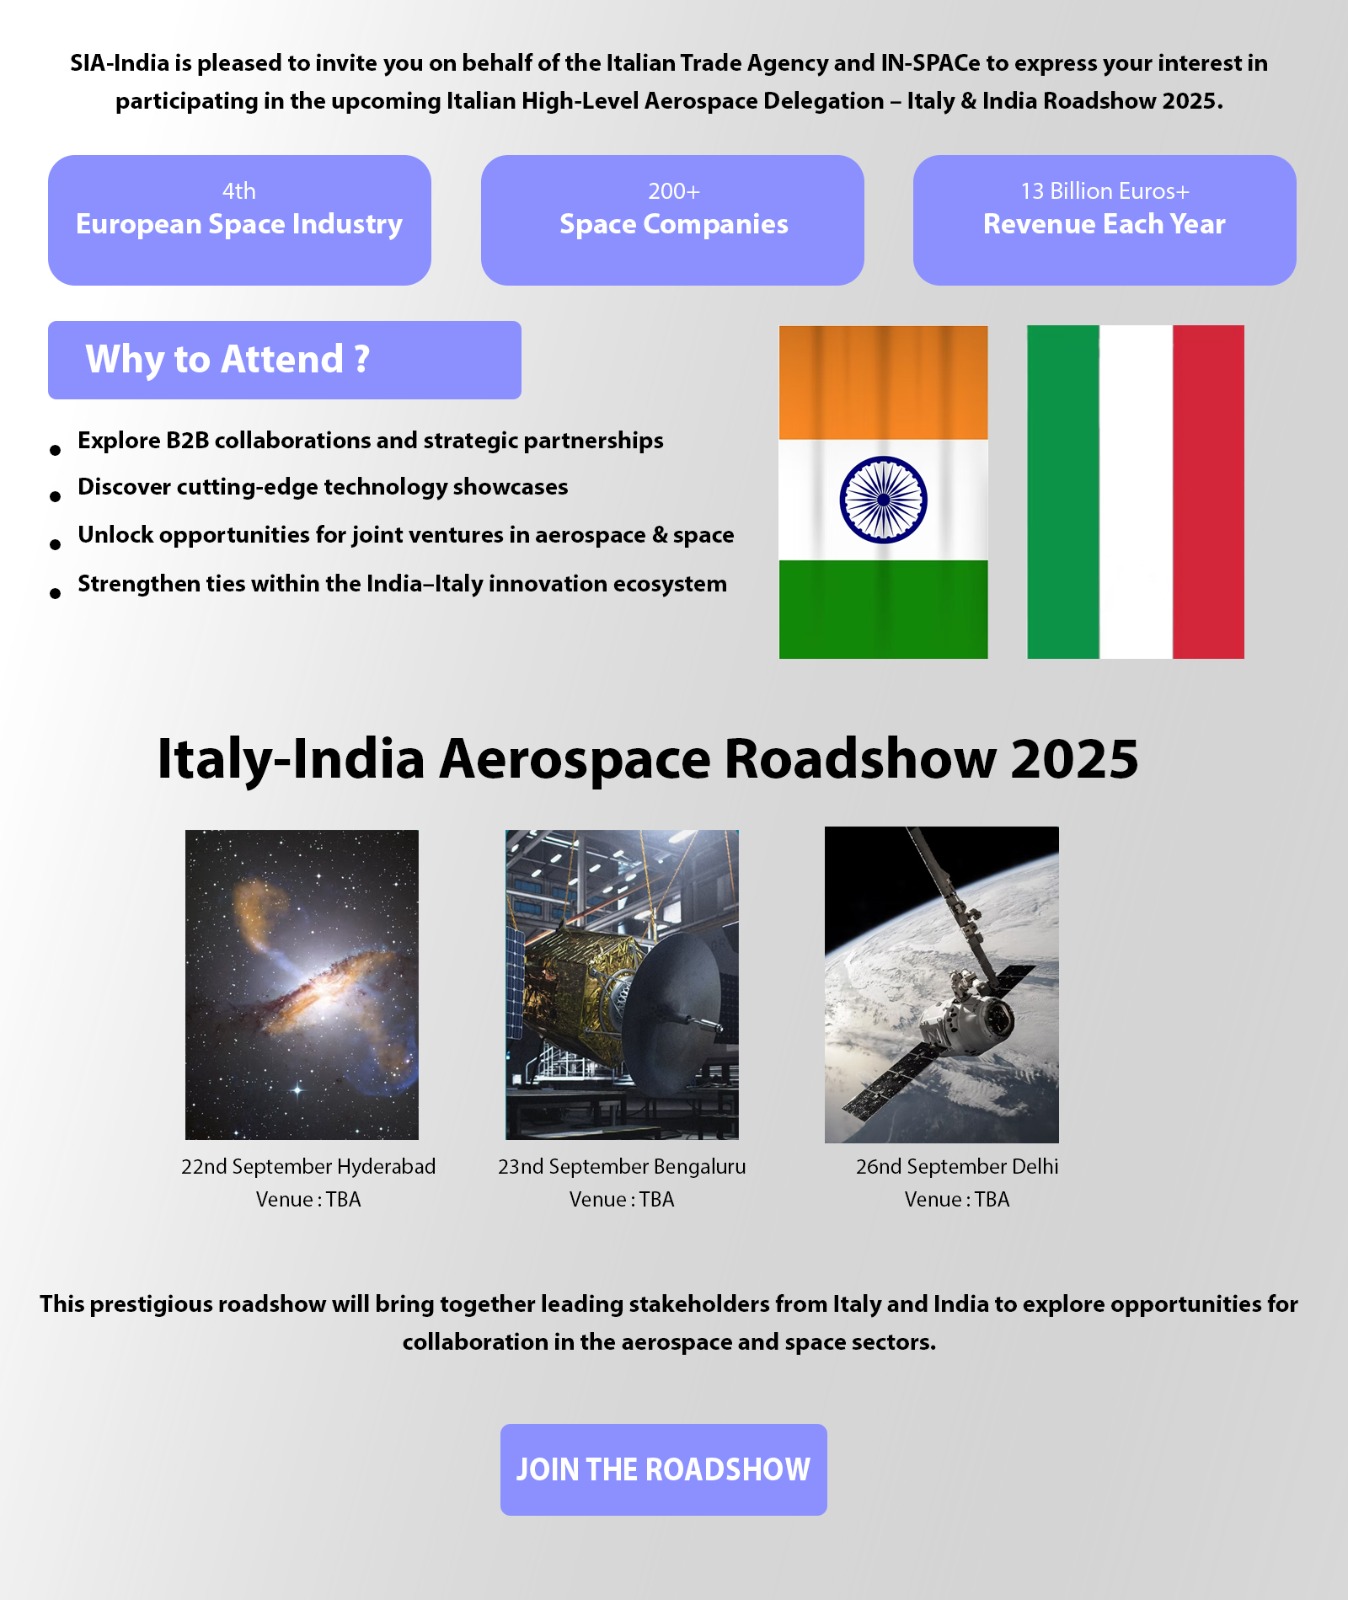 SIA-India is pleased to invite you on behalf of the Italian Trade Agency and IN-SPACe to express your interest in
participating in the upcoming Italian High-Level Aerospace Delegation – Italy & India Roadshow 2025.
4th
European Space Industry
200+
Space Companies
13 Billion Euros+
Revenue Each Year
Why to Attend ?
• Explore B2B collaborations and strategic partnerships
• Discover cutting-edge technology showcases
• Unlock opportunities for joint ventures in aerospace & space
• Strengthen ties within the India–Italy innovation ecosystem
Italy-India Aerospace Roadshow 2025
22nd September Hyderabad
Venue : TBA
23nd September Bengaluru
Venue : TBA
26nd September Delhi
Venue : TBA
This prestigious roadshow will bring together leading stakeholders from Italy and India to explore opportunities for
collaboration in the aerospace and space sectors.
JOIN THE ROADSHOW